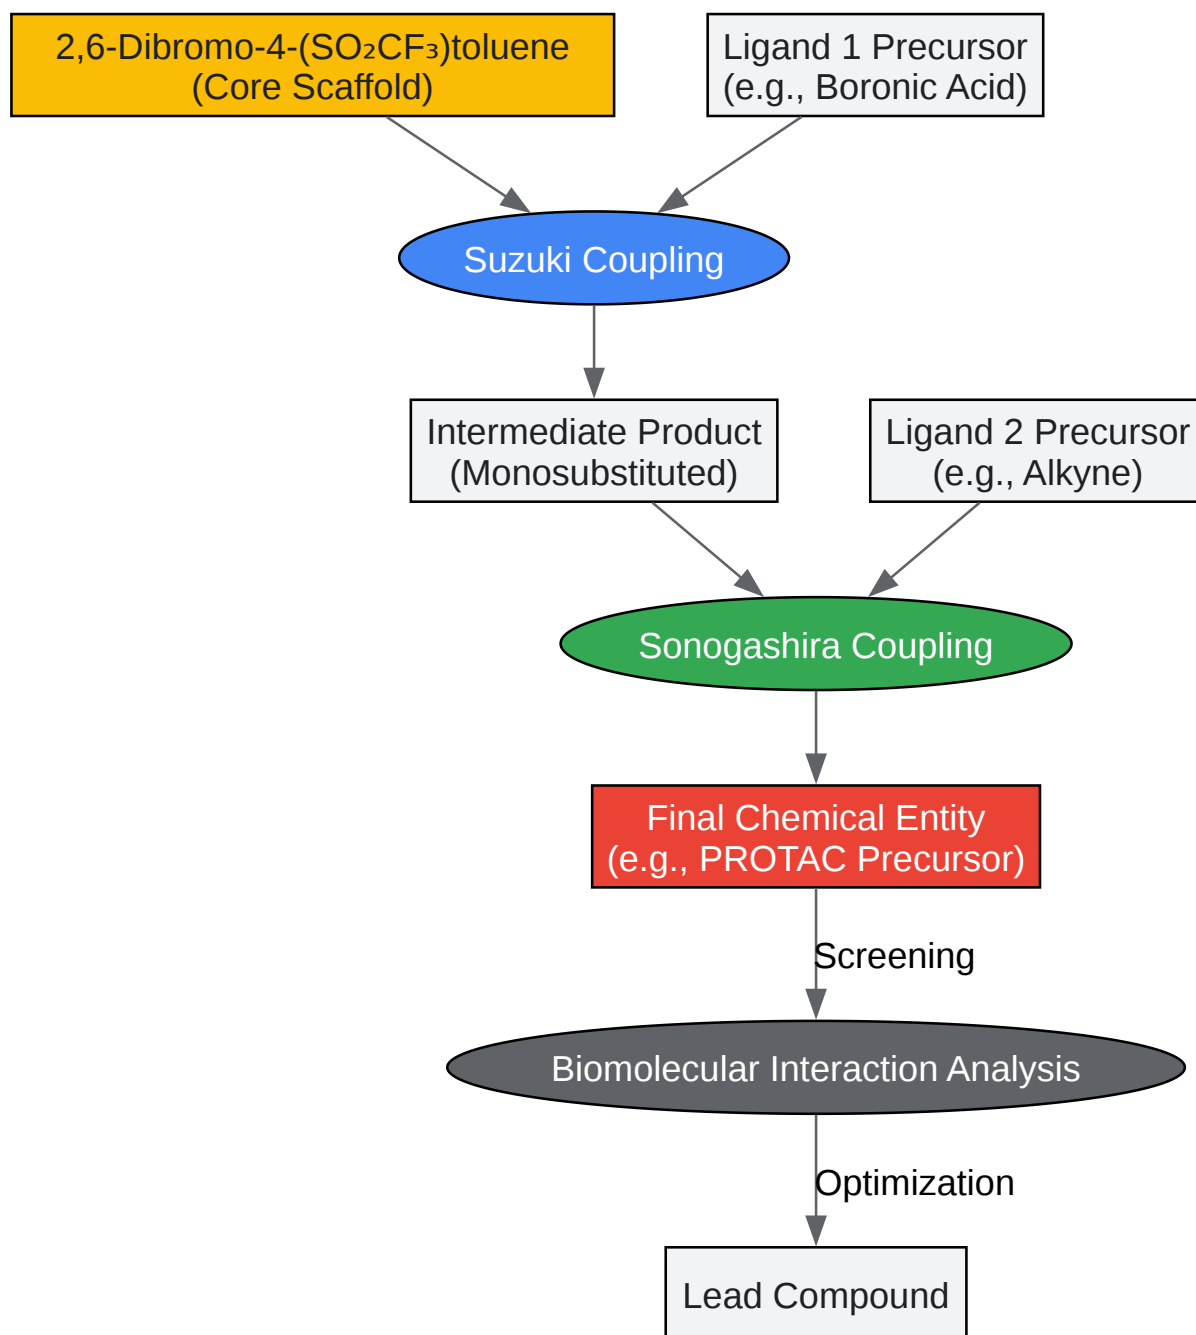 2,6-Dibromo-4-(SO₂CF₃)toluene
(Core Scaffold)
Ligand 1 Precursor
(e.g., Boronic Acid)
Suzuki Coupling
Intermediate Product
(Monosubstituted)
Ligand 2 Precursor
(e.g., Alkyne)
Sonogashira Coupling
Final Chemical Entity
(e.g., PROTAC Precursor)
Screening
Biomolecular Interaction Analysis
Optimization
Lead Compound